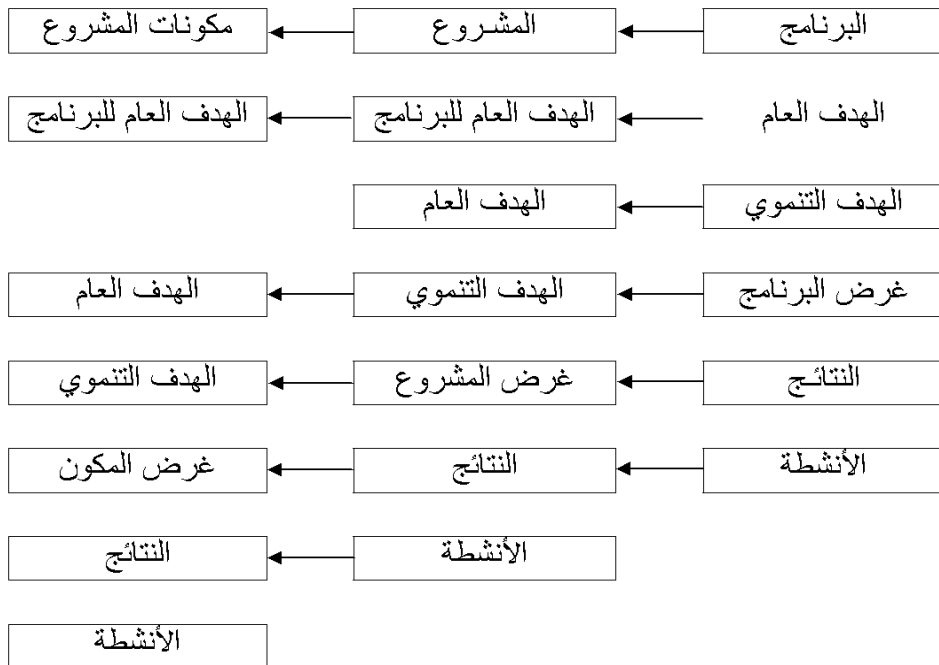 البرنامج
المشروع
مكونات المشروع
الهدف العام
الهدف العام للبرنامج
الهدف العام للبرنامج
الهدف التنموي
الهدف العام
غرض البرنامج
الهدف التنموي
الهدف العام
النتائج
غرض المشروع
الهدف التنموي
الأنشطة
النتائج
غرض المكون
الأنشطة
النتائج
الأنشطة